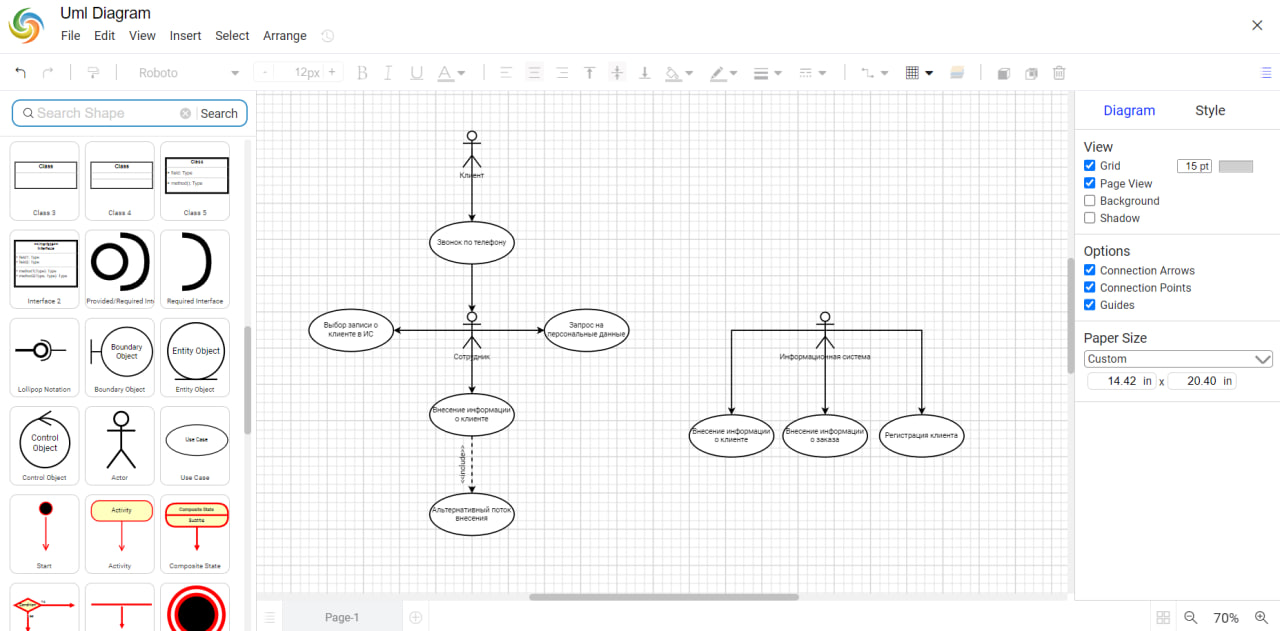 Uml Diagram
File Edit View Insert Select Arrange
Roboto
- 12px +
B I U A
Search Shape Search
Class
Class
Class
+ field: Type
+ method(): Type
Class 3
Class 4
Class 5
Interface 2
Provided/Required Int
Required Interface
Boundary
Object
Entity Object
Lollipop Notation
Boundary Object
Entity Object
Control
Object
Use Case
Control Object
Actor
Use Case
Activity
Composite State
Subtitle
Start
Activity
Composite State
Клиент
Звонок по телефону
Выбор записи о
клиенте в ИС
Запрос на
персональные данные
Сотрудник
Внесение информации
о клиенте
<<include>>
Альтернативный поток
внесения
Информационная система
Внесение информации
о клиенте
Внесение информации
о заказа
Регистрация клиента
Page-1
70%
Diagram Style
View
Grid 15 pt
Page View
Background
Shadow
Options
Connection Arrows
Connection Points
Guides
Paper Size
Custom
14.42 in x 20.40 in